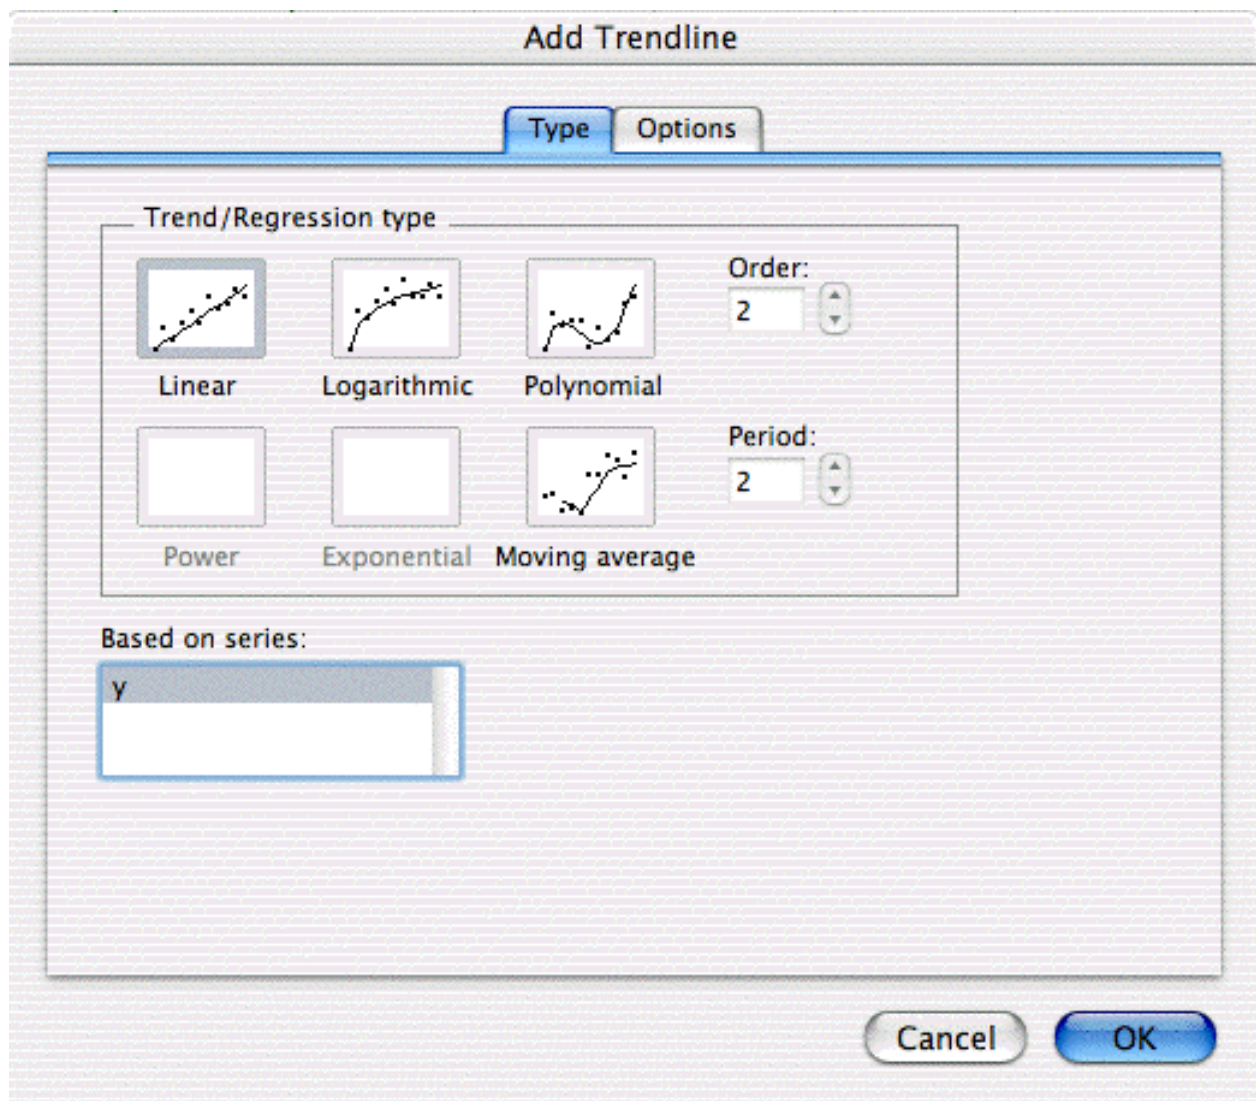 Add Trendline
Type Options
Trend/Regression type
Order:
2
Linear Logarithmic Polynomial
Period:
2
Power Exponential Moving average
Based on series:
y
Cancel OK